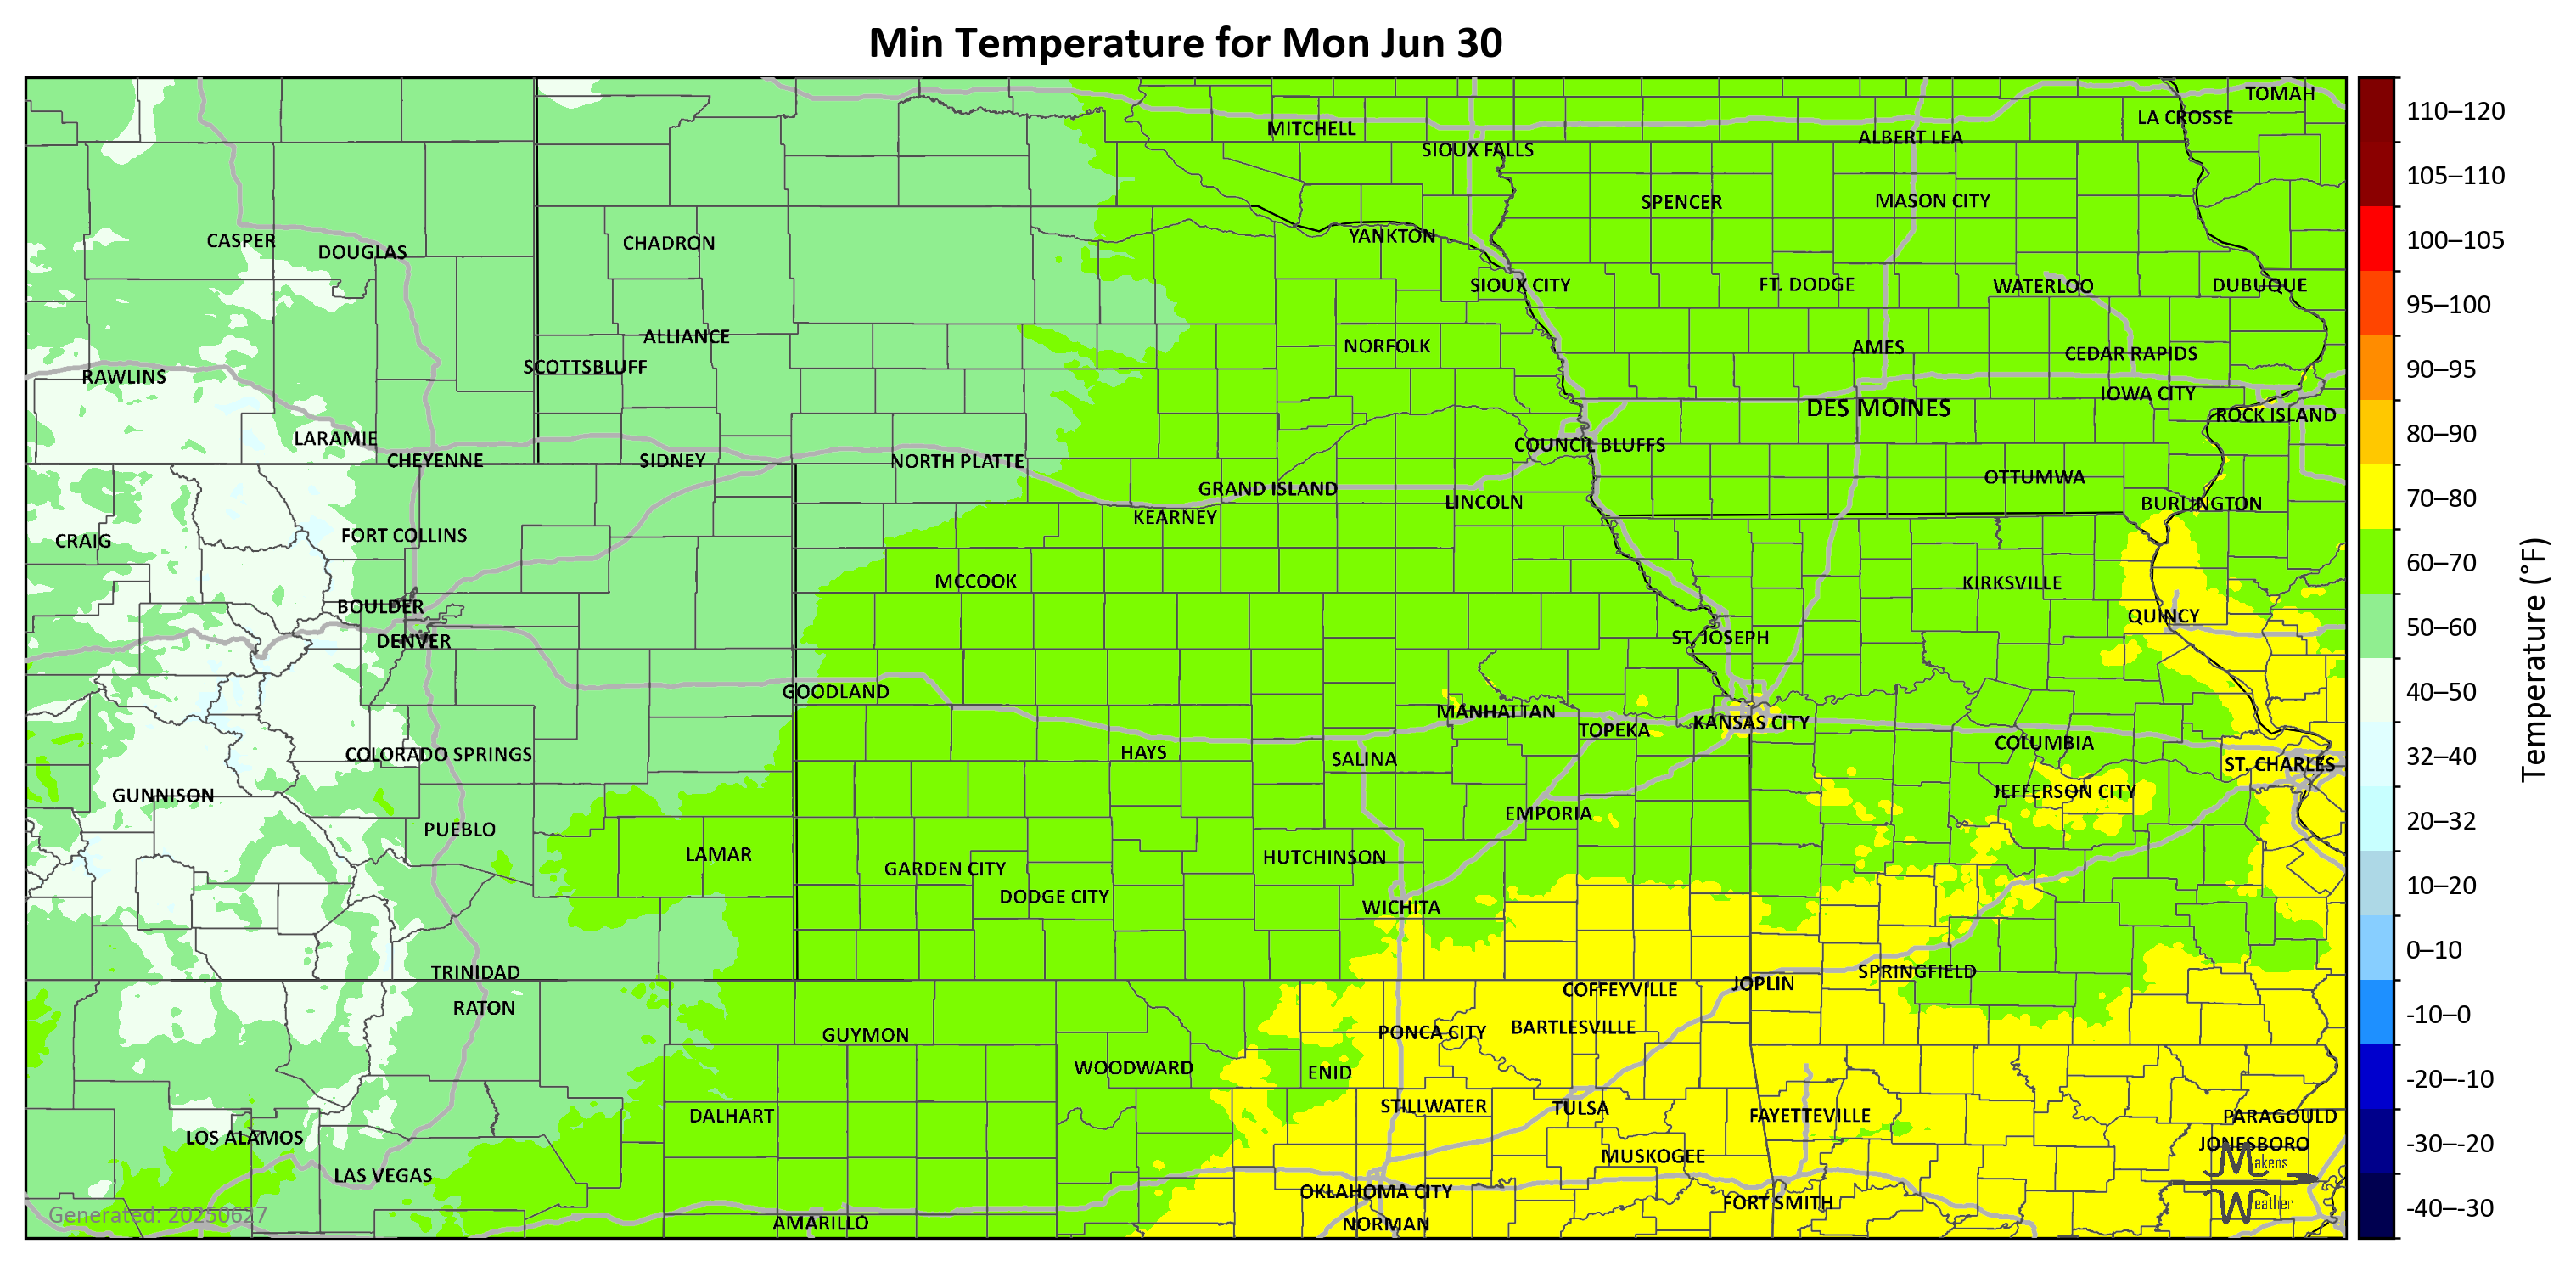 Min Temperature for Mon Jun 30
TOMAH
LA CROSSE
MITCHELL
ALBERT LEA
SIOUX FALLS
SPENCER
MASON CITY
CASPER
DOUGLAS
CHADRON
YANKTON
SIOUX CITY
FT. DODGE
WATERLOO
DUBUQUE
ALLIANCE
NORFOLK
AMES
CEDAR RAPIDS
SCOTTSBLUFF
RAWLINS
IOWA CITY
DES MOINES
ROCK ISLAND
LARAMIE
COUNCIL BLUFFS
CHEYENNE
SIDNEY
NORTH PLATTE
OTTUMWA
GRAND ISLAND
LINCOLN
BURLINGTON
KEARNEY
FORT COLLINS
CRAIG
MCCOOK
KIRKSVILLE
BOULDER
QUINCY
DENVER
ST. JOSEPH
GOODLAND
MANHATTAN
KANSAS CITY
TOPEKA
COLUMBIA
COLORADO SPRINGS
HAYS
SALINA
ST. CHARLES
GUNNISON
JEFFERSON CITY
EMPORIA
PUEBLO
LAMAR
HUTCHINSON
GARDEN CITY
DODGE CITY
WICHITA
TRINIDAD
SPRINGFIELD
JOPLIN
COFFEYVILLE
RATON
BARTLESVILLE
PONCA CITY
GUYMON
WOODWARD
ENID
STILLWATER
TULSA
DALHART
FAYETTEVILLE
PARAGOULD
LOS ALAMOS
JONESBORO
MUSKOGEE
LAS VEGAS
OKLAHOMA CITY
FORT SMITH
AMARILLO
NORMAN
Makens
Weather
Generated: 20250627
110–120
105–110
100–105
95–100
90–95
80–90
70–80
60–70
50–60
40–50
32–40
20–32
10–20
0–10
-10–0
-20–-10
-30–-20
-40–-30
Temperature (°F)